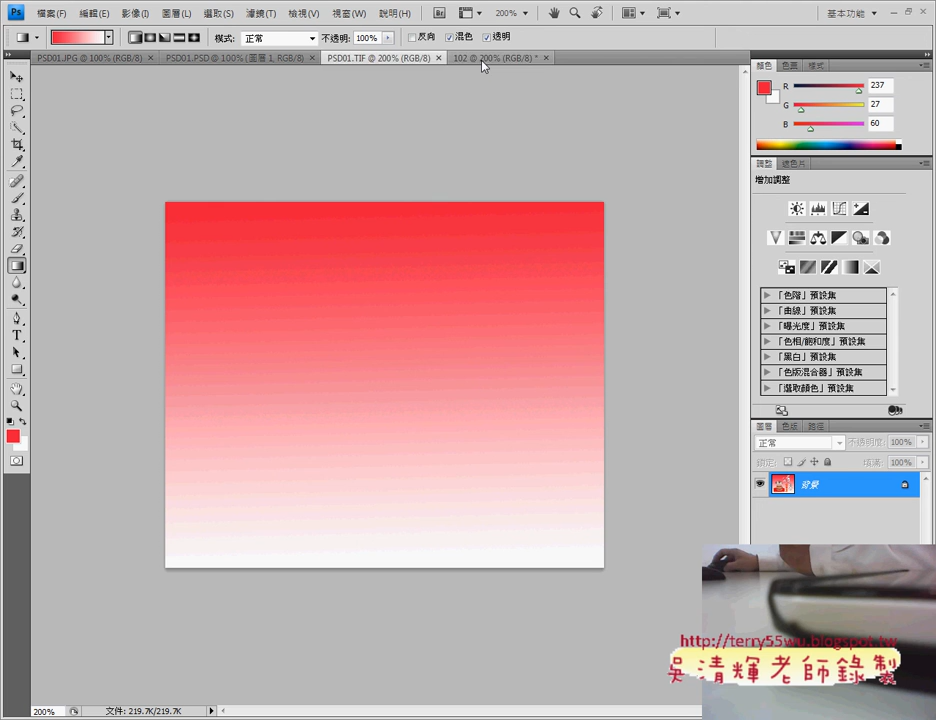 Ps 檔案(F) 編輯(E) 影像(I) 圖層(L) 選取(S) 濾鏡(T) 檢視(V) 視窗(W) 說明(H) Br 200% 基本功能
模式: 正常 不透明: 100% 反向 混色 透明
PSD01.JPG @ 100% (RGB/8) PSD01.PSD @ 100% (圖層 1, RGB/8) PSD01.TIF @ 200% (RGB/8) 102 @ 200% (RGB/8) *
顏色 色票 樣式
R 237
G 27
B 60
調整 遮色片
增加調整
「色階」預設集
「曲線」預設集
「曝光度」預設集
「色相/飽和度」預設集
「黑白」預設集
「色版混合器」預設集
「選取顏色」預設集
圖層 色版 路徑
正常 不透明度: 100%
鎖定: 填滿: 100%
背景
http://terry55wu.blogspot.tw
吳清輝老師錄製
200% 文件: 219.7K/219.7K